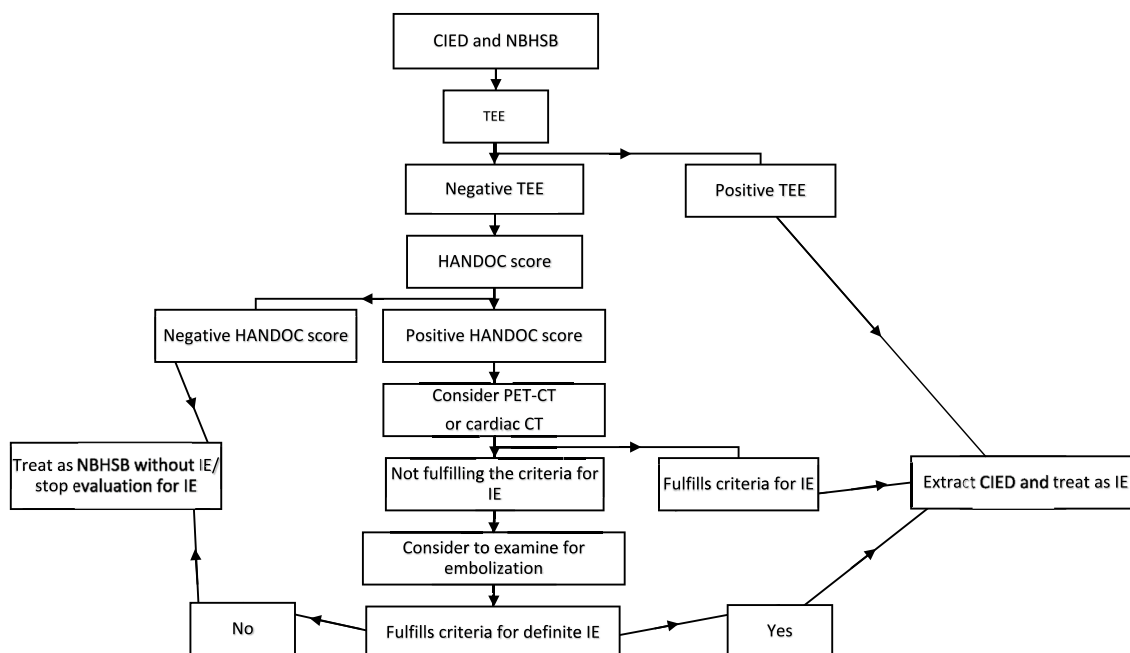 CIED and NBHSB
TEE
Negative TEE
Positive TEE
HANDOC score
Negative HANDOC score
Positive HANDOC score
Consider PET-CT
or cardiac CT
Treat as NBHSB without IE/
stop evaluation for IE
Not fulfilling the criteria for
IE
Fulfills criteria for IE
Extract CIED and treat as IE
Consider to examine for
embolization
No
Fulfills criteria for definite IE
Yes